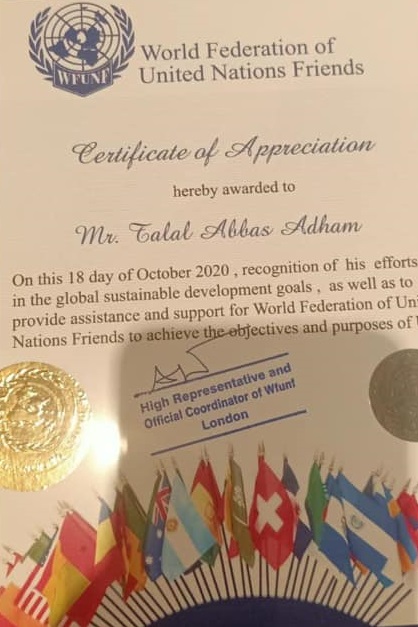 WFUNF
World Federation of
United Nations Friends
Certificate of Appreciation
hereby awarded to
Mr. Talal Abbas Adham
On this 18 day of October 2020 , recognition of his efforts
in the global sustainable development goals , as well as to
provide assistance and support for World Federation of Un
Nations Friends to achieve the objectives and purposes of
High Representative and
Official Coordinator of Wfunf
London